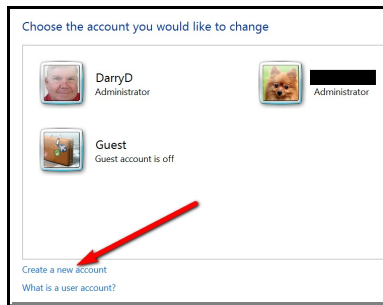 Choose the account you would like to change
DarryD
Administrator
Administrator
Guest
Guest account is off
Create a new account
What is a user account?